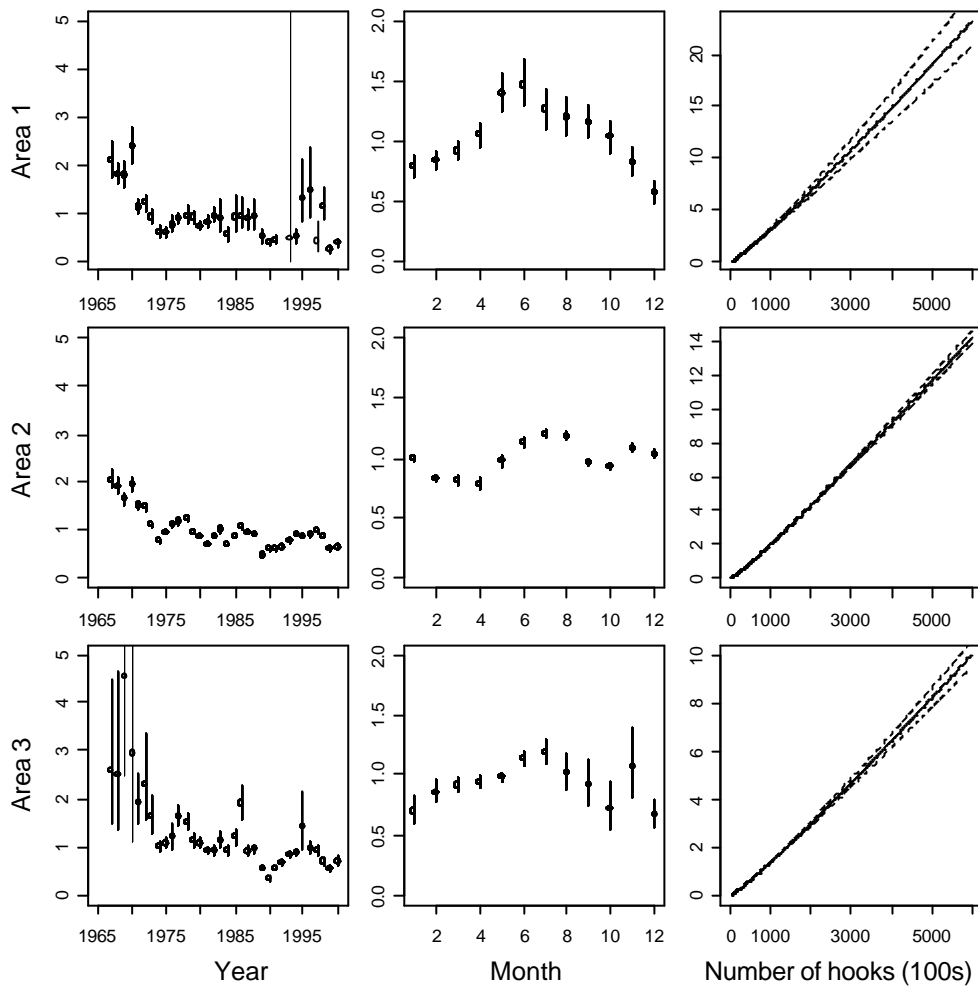 Area 1
0 1 2 3 4 5
1965 1975 1985 1995
0.0 0.5 1.0 1.5 2.0
2 4 6 8 10 12
0 5 10 15 20
0 1000 3000 5000
Area 2
0 1 2 3 4 5
1965 1975 1985 1995
0.0 0.5 1.0 1.5 2.0
2 4 6 8 10 12
0 2 4 6 8 10 12 14
0 1000 3000 5000
Area 3
0 1 2 3 4 5
1965 1975 1985 1995
0.0 0.5 1.0 1.5 2.0
2 4 6 8 10 12
0 2 4 6 8 10
0 1000 3000 5000
Year
Month
Number of hooks (100s)